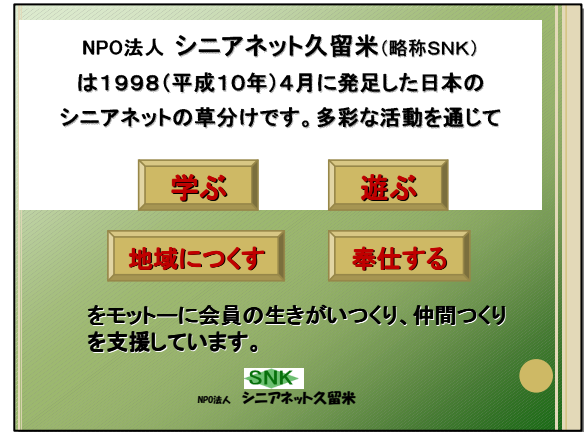 NPO法人 シニアネット久留米(略称SNK)
は1998(平成10年)4月に発足した日本の
シニアネットの草分けです。多彩な活動を通じて
学ぶ 遊ぶ
地域につくす 奉仕する
をモットーに会員の生きがいつくり、仲間つくり
を支援しています。
SNK
NPO法人 シニアネット久留米